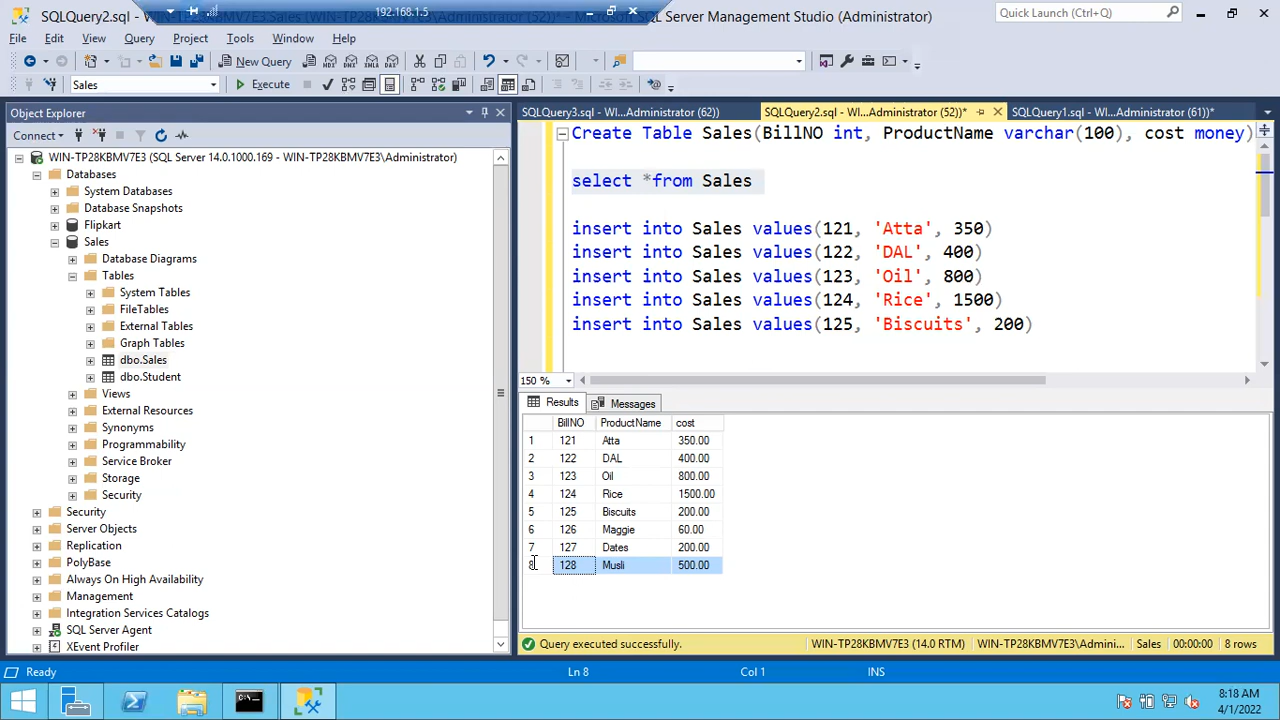 SQLQuery2.sql - WIN-TP28KBMV7E3.Sales (WIN-TP28KBMV7E3\Administrator (52))* - Microsoft SQL Server Management Studio (Administrator)
192.168.1.5
Quick Launch (Ctrl+Q)
File Edit View Query Project Tools Window Help
New Query MDX DMX XMLA DAX
Sales Execute
Object Explorer
Connect
WIN-TP28KBMV7E3 (SQL Server 14.0.1000.169 - WIN-TP28KBMV7E3\Administrator)
Databases
System Databases
Database Snapshots
Flipkart
Sales
Database Diagrams
Tables
System Tables
FileTables
External Tables
Graph Tables
dbo.Sales
dbo.Student
Views
External Resources
Synonyms
Programmability
Service Broker
Storage
Security
Security
Server Objects
Replication
PolyBase
Always On High Availability
Management
Integration Services Catalogs
SQL Server Agent
XEvent Profiler
SQLQuery3.sql - WI...Administrator (62)) SQLQuery2.sql - WI...Administrator (52))* SQLQuery1.sql - WI...Administrator (61))*
Create Table Sales(BillNO int, ProductName varchar(100), cost money)
select *from Sales
insert into Sales values(121, 'Atta', 350)
insert into Sales values(122, 'DAL', 400)
insert into Sales values(123, 'Oil', 800)
insert into Sales values(124, 'Rice', 1500)
insert into Sales values(125, 'Biscuits', 200)
150 %
Results Messages
BillNO ProductName cost
1 121 Atta 350.00
2 122 DAL 400.00
3 123 Oil 800.00
4 124 Rice 1500.00
5 125 Biscuits 200.00
6 126 Maggie 60.00
7 127 Dates 200.00
8 128 Musli 500.00
Query executed successfully. WIN-TP28KBMV7E3 (14.0 RTM) WIN-TP28KBMV7E3\Admini... Sales 00:00:00 8 rows
Ready Ln 8 Col 1 INS
8:18 AM
4/1/2022